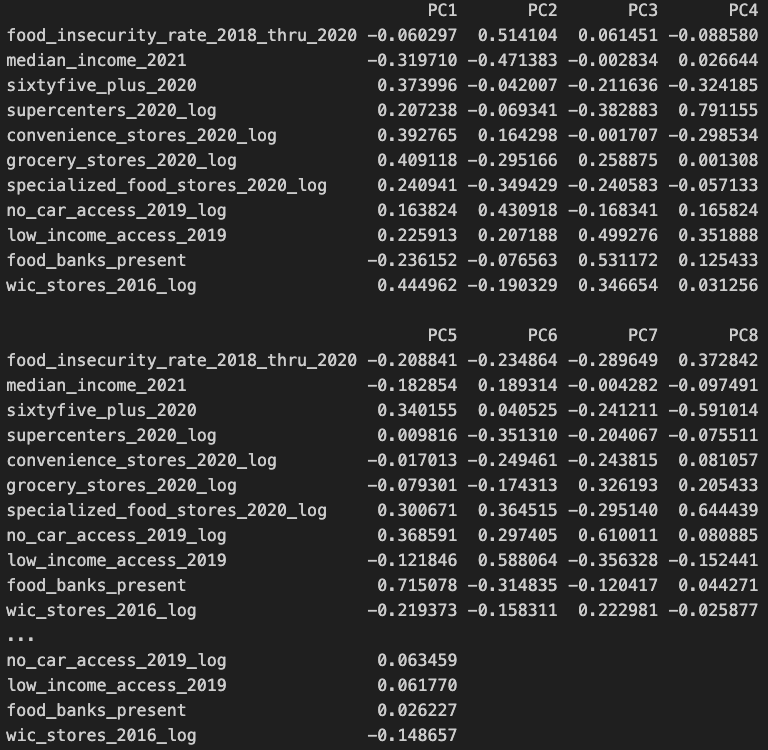 PC1 PC2 PC3 PC4
food_insecurity_rate_2018_thru_2020 -0.060297 0.514104 0.061451 -0.088580
median_income_2021 -0.319710 -0.471383 -0.002834 0.026644
sixtyfive_plus_2020 0.373996 -0.042007 -0.211636 -0.324185
supercenters_2020_log 0.207238 -0.069341 -0.382883 0.791155
convenience_stores_2020_log 0.392765 0.164298 -0.001707 -0.298534
grocery_stores_2020_log 0.409118 -0.295166 0.258875 0.001308
specialized_food_stores_2020_log 0.240941 -0.349429 -0.240583 -0.057133
no_car_access_2019_log 0.163824 0.430918 -0.168341 0.165824
low_income_access_2019 0.225913 0.207188 0.499276 0.351888
food_banks_present -0.236152 -0.076563 0.531172 0.125433
wic_stores_2016_log 0.444962 -0.190329 0.346654 0.031256
PC5 PC6 PC7 PC8
food_insecurity_rate_2018_thru_2020 -0.208841 -0.234864 -0.289649 0.372842
median_income_2021 -0.182854 0.189314 -0.004282 -0.097491
sixtyfive_plus_2020 0.340155 0.040525 -0.241211 -0.591014
supercenters_2020_log 0.009816 -0.351310 -0.204067 -0.075511
convenience_stores_2020_log -0.017013 -0.249461 -0.243815 0.081057
grocery_stores_2020_log -0.079301 -0.174313 0.326193 0.205433
specialized_food_stores_2020_log 0.300671 0.364515 -0.295140 0.644439
no_car_access_2019_log 0.368591 0.297405 0.610011 0.080885
low_income_access_2019 -0.121846 0.588064 -0.356328 -0.152441
food_banks_present 0.715078 -0.314835 -0.120417 0.044271
wic_stores_2016_log -0.219373 -0.158311 0.222981 -0.025877
...
no_car_access_2019_log 0.063459
low_income_access_2019 0.061770
food_banks_present 0.026227
wic_stores_2016_log -0.148657